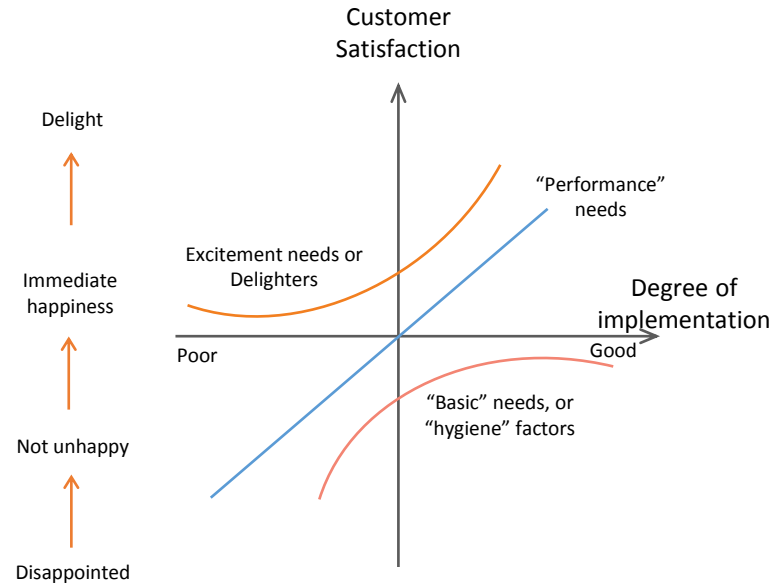 Customer
Satisfaction
Delight
“Performance”
needs
Excitement needs or
Delighters
Immediate
happiness
Degree of
implementation
Poor
Good
“Basic” needs, or
“hygiene” factors
Not unhappy
Disappointed